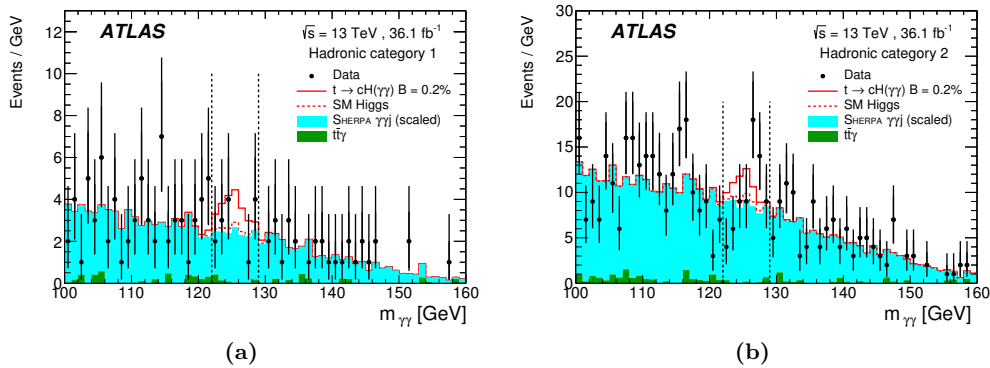 ATLAS
√s = 13 TeV , 36.1 fb⁻¹
Hadronic category 1
Data
t → cH(γγ) B = 0.2%
SM Higgs
SHERPA γγj (scaled)
tt̄γ
Events / GeV
12
10
8
6
4
2
0
100 110 120 130 140 150 160
mγγ [GeV]
(a)
ATLAS
√s = 13 TeV , 36.1 fb⁻¹
Hadronic category 2
Data
t → cH(γγ) B = 0.2%
SM Higgs
SHERPA γγj (scaled)
tt̄γ
Events / GeV
30
25
20
15
10
5
0
100 110 120 130 140 150 160
mγγ [GeV]
(b)